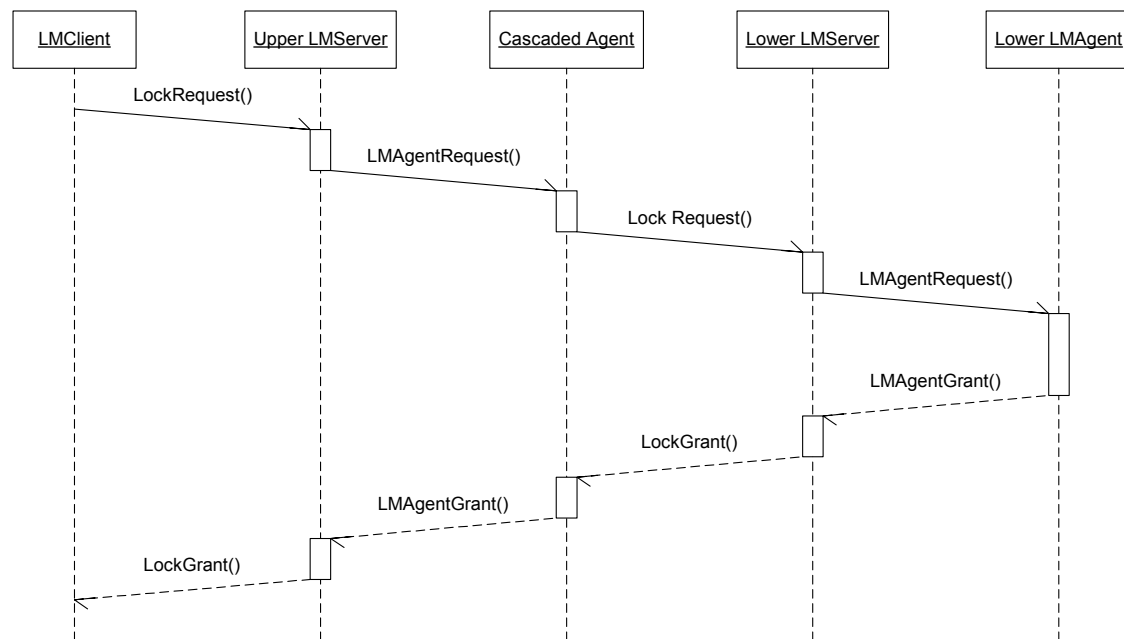 LMClient
Upper LMServer
Cascaded Agent
Lower LMServer
Lower LMAgent
LockRequest()
LMAgentRequest()
Lock Request()
LMAgentRequest()
LMAgentGrant()
LockGrant()
LMAgentGrant()
LockGrant()